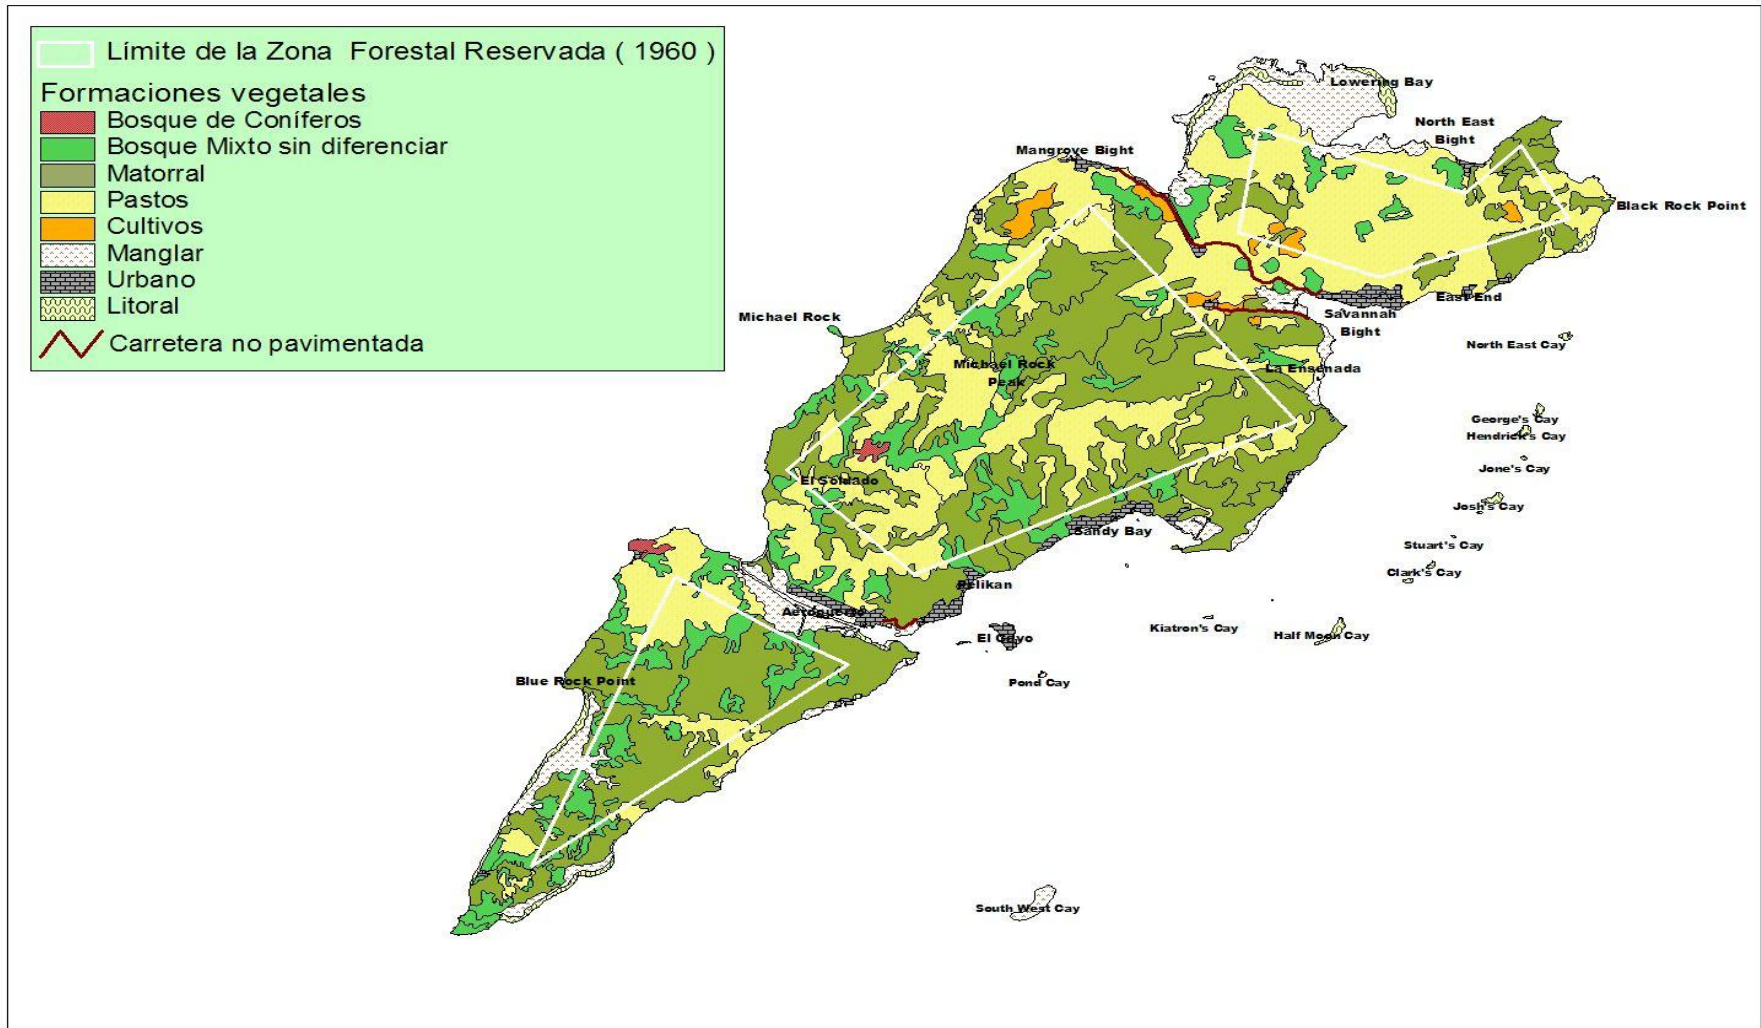 Límite de la Zona Forestal Reservada ( 1960 )
Formaciones vegetales
Bosque de Coníferos
Bosque Mixto sin diferenciar
Matorral
Pastos
Cultivos
Manglar
Urbano
Litoral
Carretera no pavimentada
Lowering Bay
North East
Bight
Mangrove Bight
Black Rock Point
East End
Savannah
Bight
Michael Rock
North East Cay
Michael Rock
Peak
La Ensenada
George's Cay
Hendrick's Cay
Jone's Cay
El Soldado
Josh's Cay
Sandy Bay
Stuart's Cay
Clark's Cay
Pelikan
Aeropuerto
Kiatron's Cay
Half Moon Cay
El Cayo
Blue Rock Point
Pond Cay
South West Cay